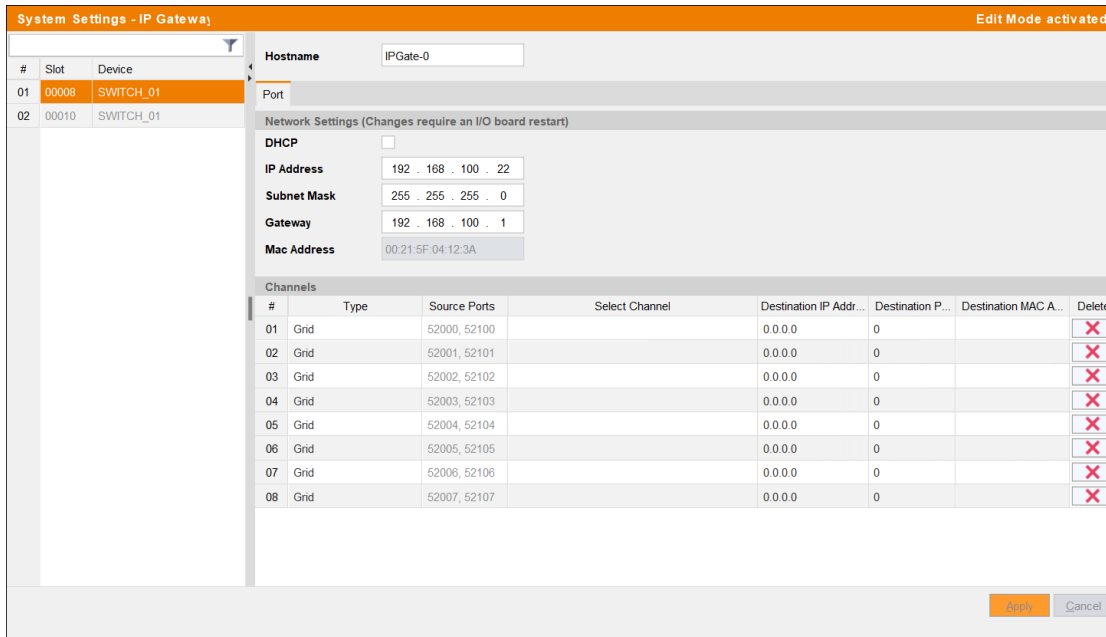 System Settings - IP Gateway Edit Mode activated
Hostname IPGate-0
# Slot Device
01 00008 SWITCH_01
02 00010 SWITCH_01
Port
Network Settings (Changes require an I/O board restart)
DHCP
IP Address 192 . 168 . 100 . 22
Subnet Mask 255 . 255 . 255 . 0
Gateway 192 . 168 . 100 . 1
Mac Address 00:21:5F:04:12:3A
Channels
# Type Source Ports Select Channel Destination IP Addr... Destination P... Destination MAC A... Delete
01 Grid 52000, 52100 0.0.0.0 0
02 Grid 52001, 52101 0.0.0.0 0
03 Grid 52002, 52102 0.0.0.0 0
04 Grid 52003, 52103 0.0.0.0 0
05 Grid 52004, 52104 0.0.0.0 0
06 Grid 52005, 52105 0.0.0.0 0
07 Grid 52006, 52106 0.0.0.0 0
08 Grid 52007, 52107 0.0.0.0 0
Apply Cancel